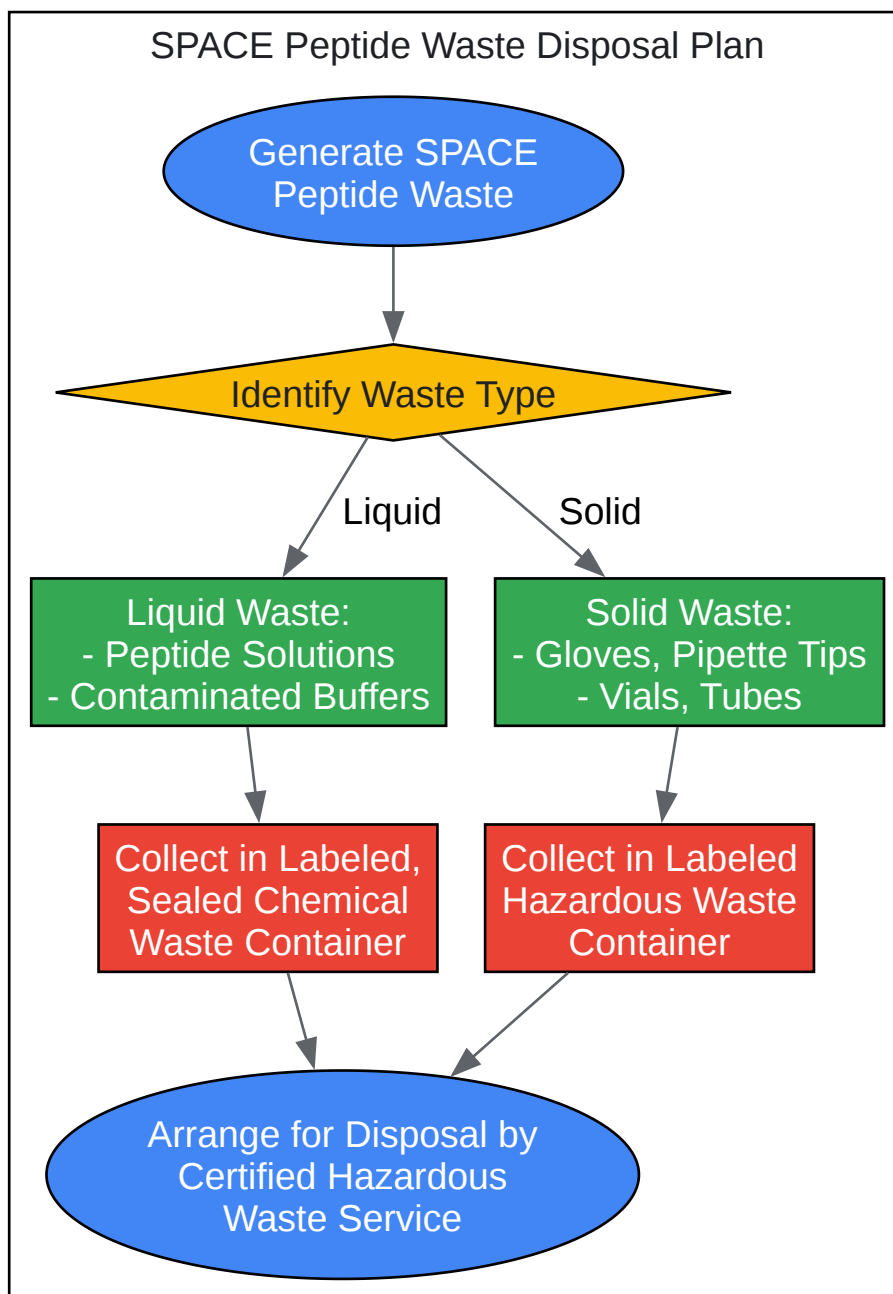 SPACE Peptide Waste Disposal Plan
Generate SPACE
Peptide Waste
Identify Waste Type
Liquid
Solid
Liquid Waste:
- Peptide Solutions
- Contaminated Buffers
Solid Waste:
- Gloves, Pipette Tips
- Vials, Tubes
Collect in Labeled,
Sealed Chemical
Waste Container
Collect in Labeled
Hazardous Waste
Container
Arrange for Disposal by
Certified Hazardous
Waste Service